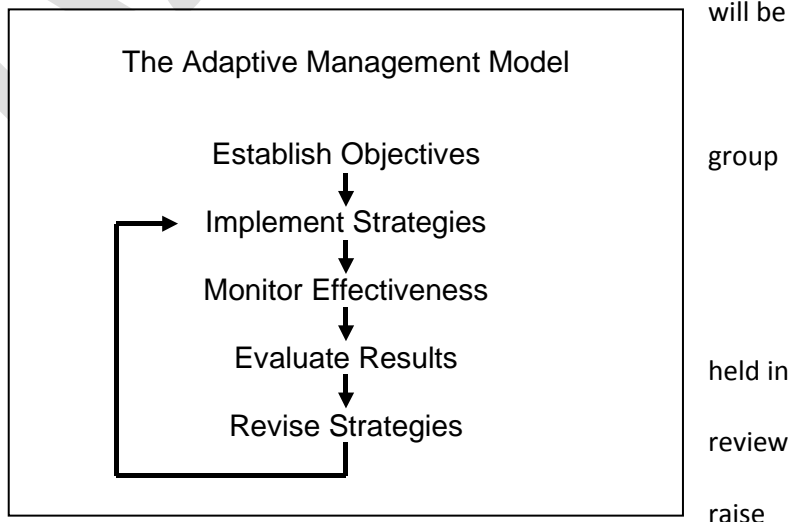 will be
The Adaptive Management Model
Establish Objectives
group
Implement Strategies
Monitor Effectiveness
Evaluate Results
held in
Revise Strategies
review
raise